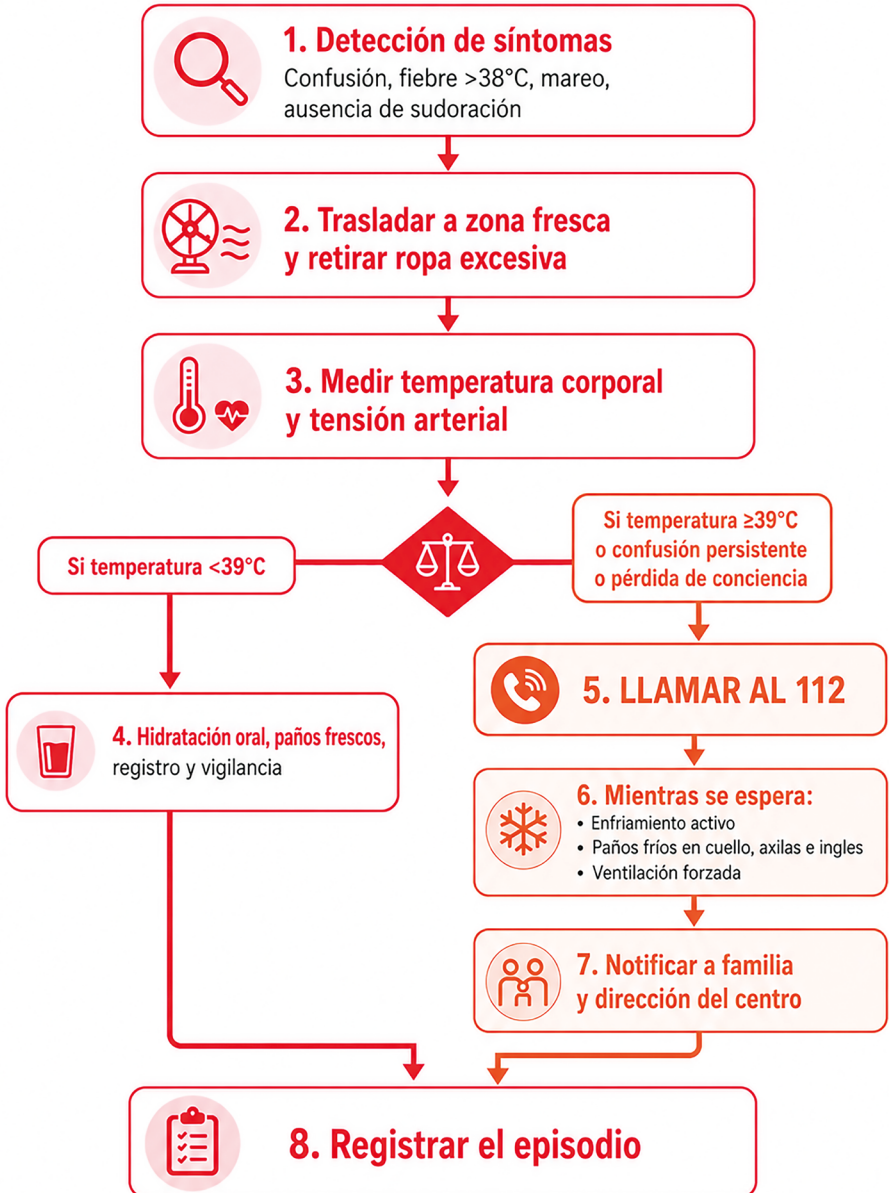 1. Detección de síntomas
Confusión, fiebre >38°C, mareo,
ausencia de sudoración
2. Trasladar a zona fresca
y retirar ropa excesiva
3. Medir temperatura corporal
y tensión arterial
Si temperatura <39°C
Si temperatura ≥39°C
o confusión persistente
o pérdida de conciencia
4. Hidratación oral, paños frescos,
registro y vigilancia
5. LLAMAR AL 112
6. Mientras se espera:
• Enfriamiento activo
• Paños fríos en cuello, axilas e ingles
• Ventilación forzada
7. Notificar a familia
y dirección del centro
8. Registrar el episodio